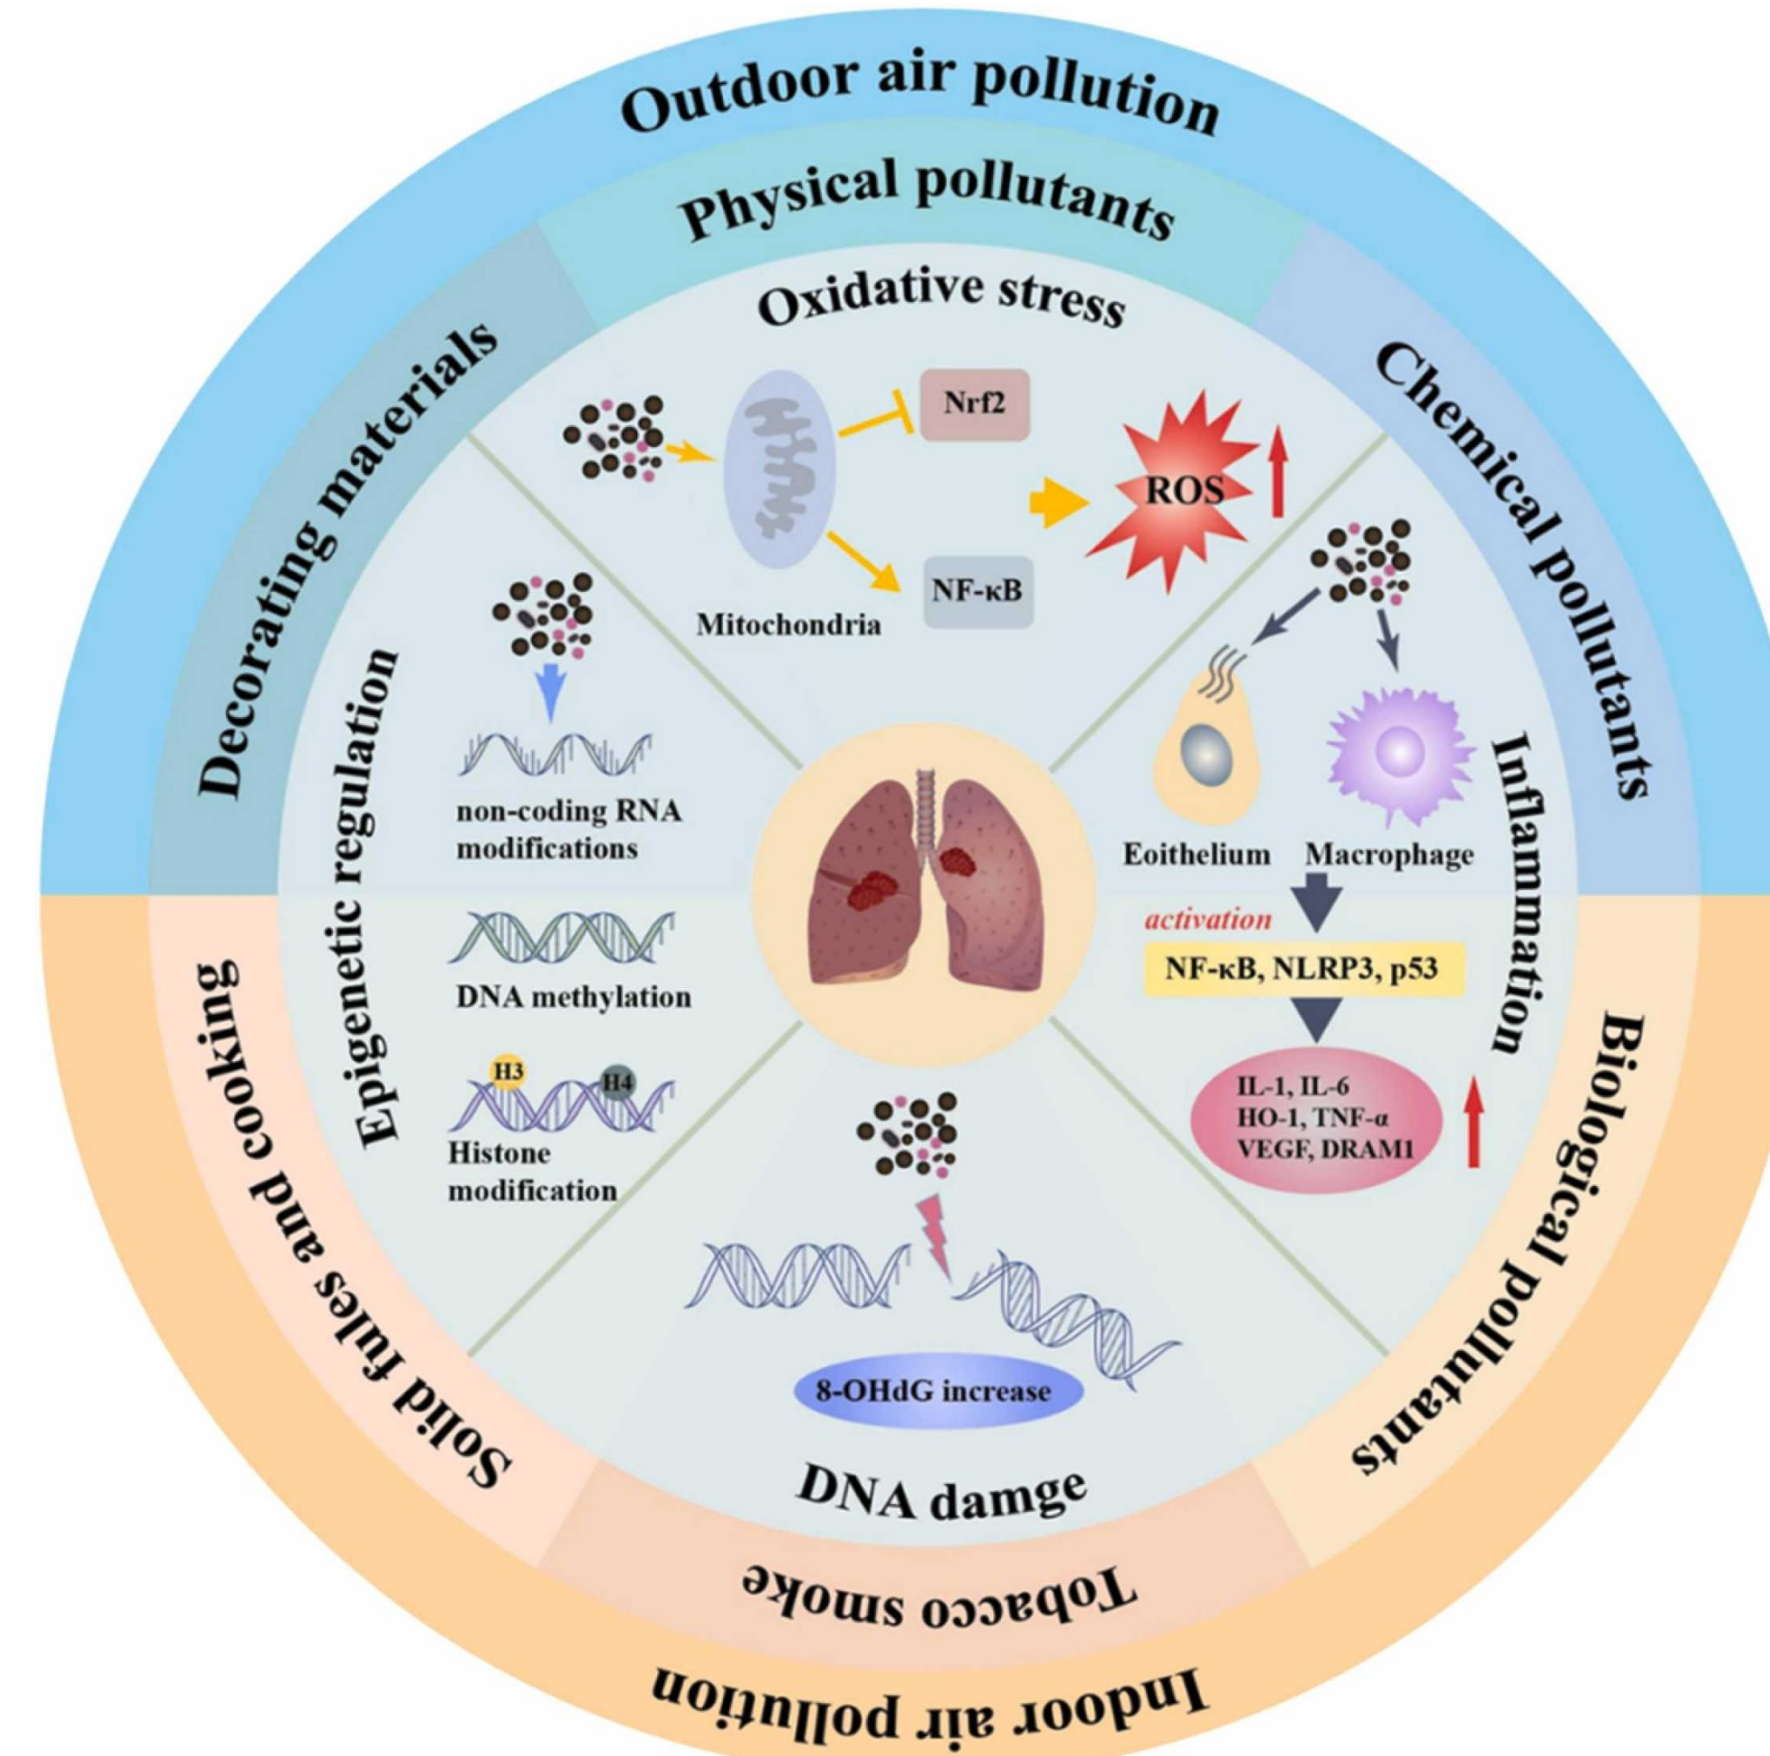 Outdoor air pollution
Physical pollutants
Decorating materials
Chemical pollutants
Oxidative stress
Nrf2
ROS
NF-κB
Mitochondria
Epigenetic regulation
non-coding RNA
modifications
DNA methylation
H3
H4
Histone
modification
Inflammation
Eoithelium
Macrophage
activation
NF-κB, NLRP3, p53
IL-1, IL-6
HO-1, TNF-α
VEGF, DRAM1
8-OHdG increase
DNA damge
Solid fules and cooking
Biological pollutants
Tobacco smoke
Indoor air pollution